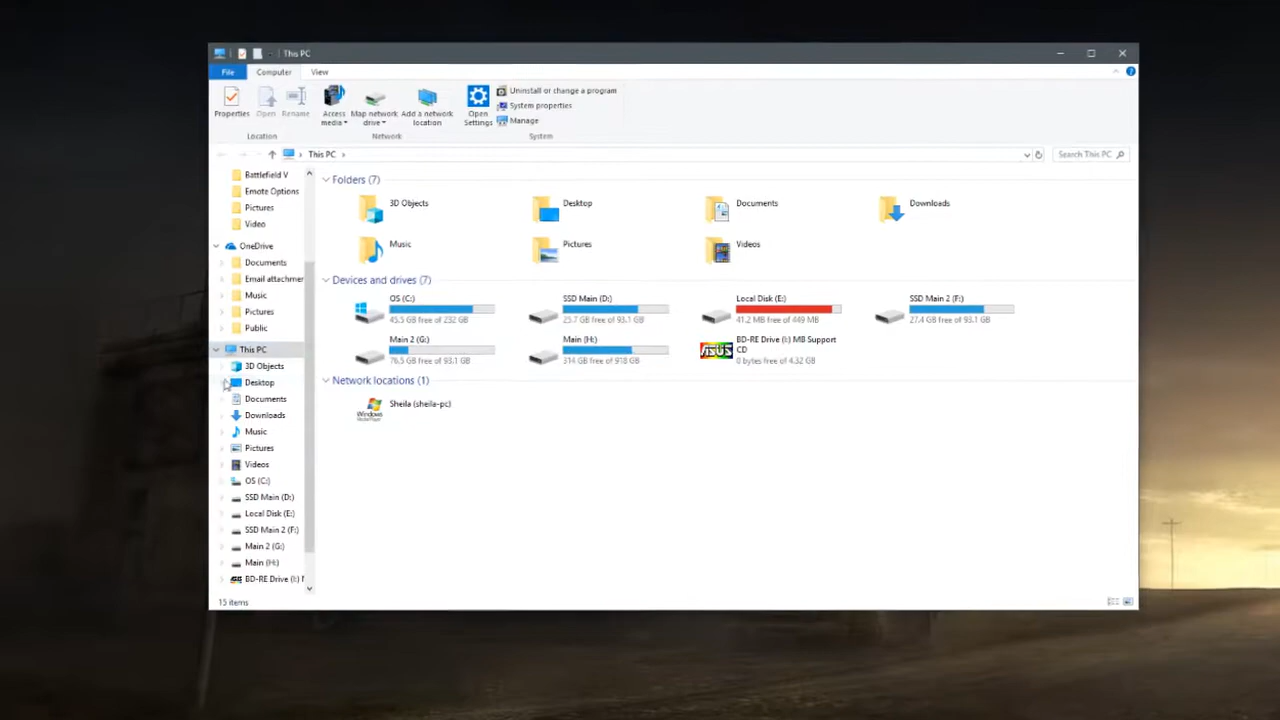 This PC
File Computer View
Properties Open Rename Access media Map network drive Add a network location Open Settings Uninstall or change a program
System properties
Manage
Location Network System
This PC Search This PC
Battlefield V
Emote Options
Pictures
Video
OneDrive
Documents
Email attachmer
Music
Pictures
Public
This PC
3D Objects
Desktop
Documents
Downloads
Music
Pictures
Videos
OS (C:)
SSD Main (D:)
Local Disk (E:)
SSD Main 2 (F:)
Main 2 (G:)
Main (H:)
BD-RE Drive (I:) M
Folders (7)
3D Objects Desktop Documents Downloads
Music Pictures Videos
Devices and drives (7)
OS (C:)
45.5 GB free of 232 GB
SSD Main (D:)
25.7 GB free of 93.1 GB
Local Disk (E:)
41.2 MB free of 449 MB
SSD Main 2 (F:)
27.4 GB free of 93.1 GB
Main 2 (G:)
76.5 GB free of 93.1 GB
Main (H:)
314 GB free of 918 GB
ASUS
BD-RE Drive (I:) MB Support
CD
0 bytes free of 4.32 GB
Network locations (1)
Sheila (sheila-pc)
15 items